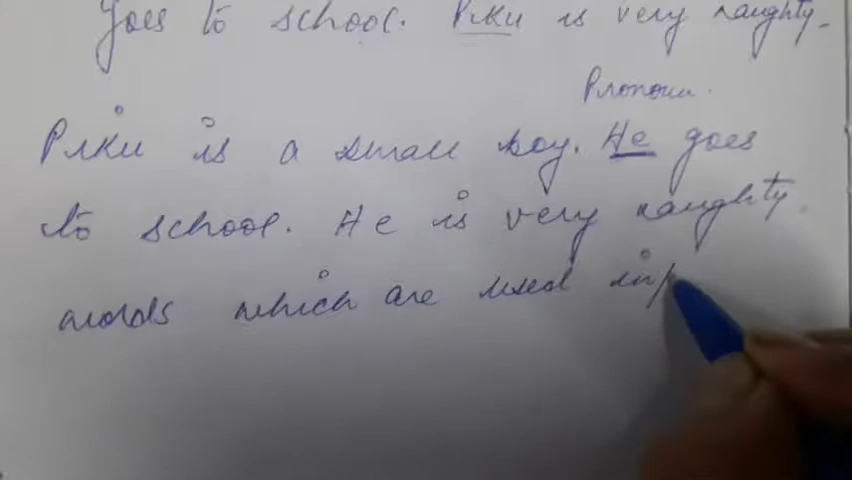 Goes to school. Piku is very naughty.
Pronoun.
Piku is a small boy. He goes
to school. He is very naughty.
words which are used in p